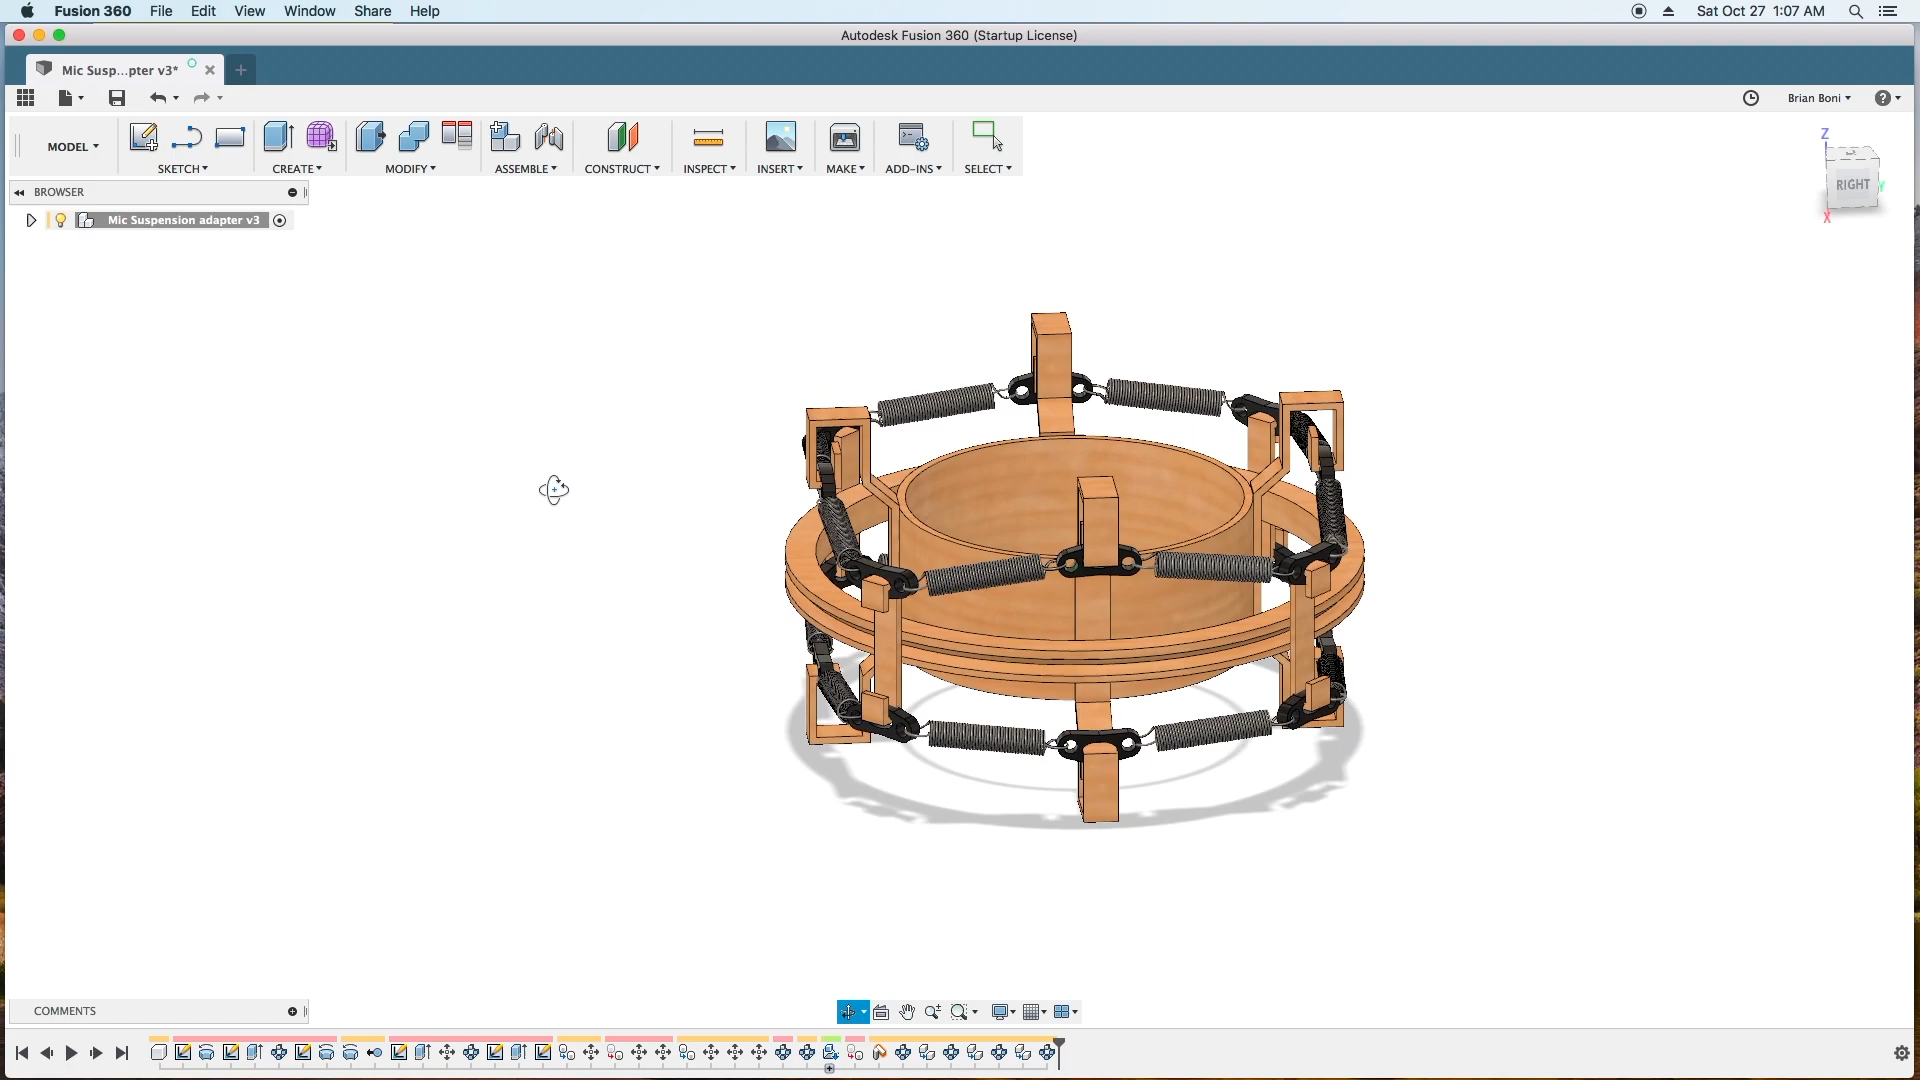 Fusion 360 File Edit View Window Share Help Sat Oct 27 1:07 AM
Autodesk Fusion 360 (Startup License)
Mic Susp...pter v3*
Brian Boni
MODEL
SKETCH CREATE MODIFY ASSEMBLE CONSTRUCT INSPECT INSERT MAKE ADD-INS SELECT
Z
RIGHT
Y
X
BROWSER
Mic Suspension adapter v3
COMMENTS